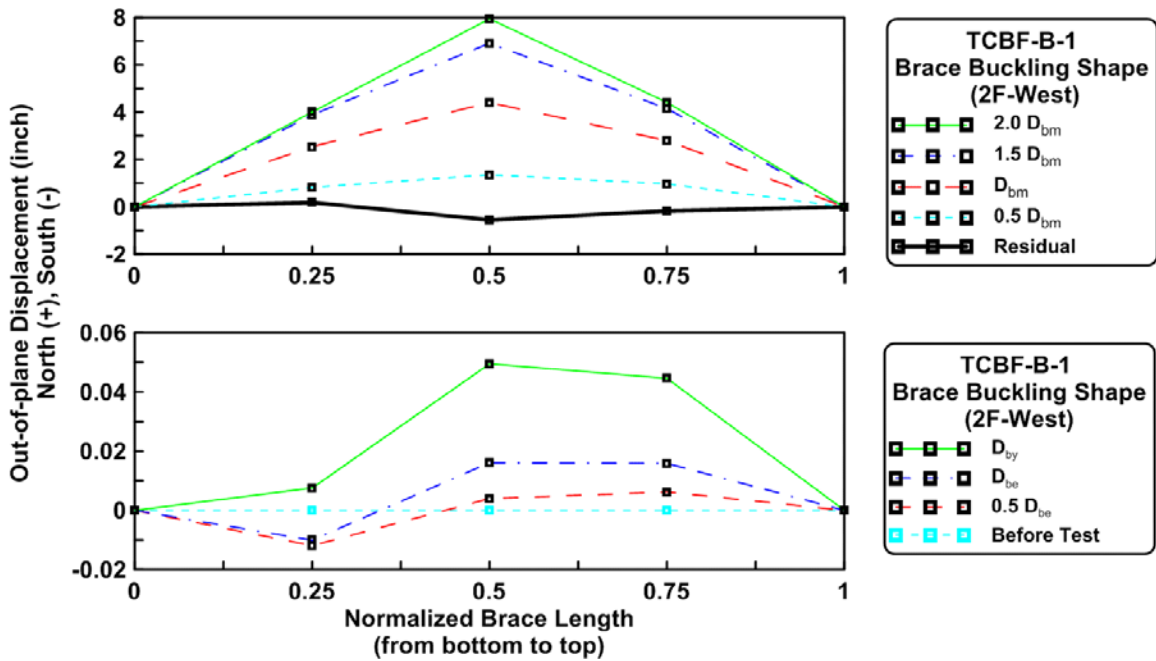 Out-of-plane Displacement (inch)
North (+), South (-)
8
6
4
2
0
-2
0
0.25
0.5
0.75
1
TCBF-B-1
Brace Buckling Shape
(2F-West)
2.0 Dbm
1.5 Dbm
Dbm
0.5 Dbm
Residual
0.06
0.04
0.02
0
-0.02
0
0.25
0.5
0.75
1
Normalized Brace Length
(from bottom to top)
TCBF-B-1
Brace Buckling Shape
(2F-West)
Dby
Dbe
0.5 Dbe
Before Test